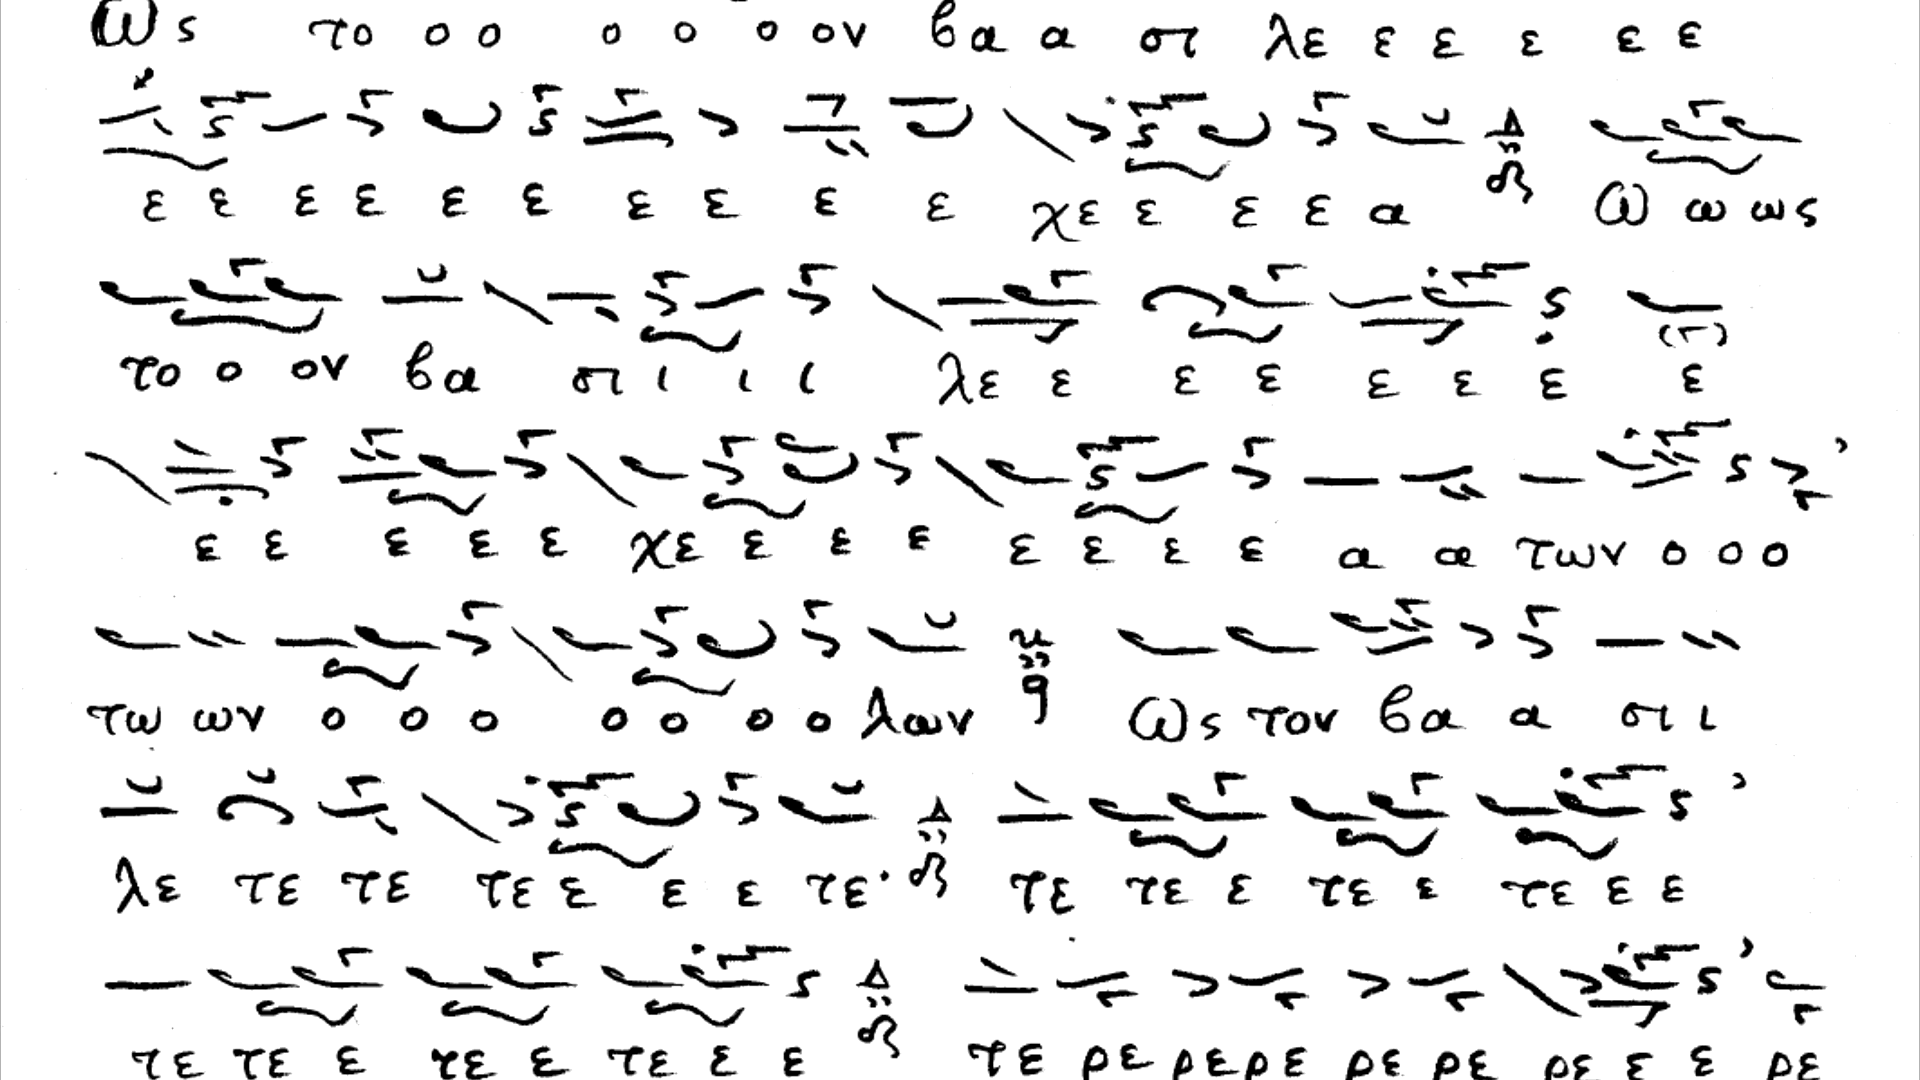 Ως το ο ο ο ο ο ον βα α σι λε ε ε ε ε ε
ε ε ε ε ε ε ε ε ε ε χε ε ε ε α Ω ω ως
το ο ον βα σι ι ι ι λε ε ε ε ε ε ε ε
ε ε ε ε ε χε ε ε ε ε ε ε ε α α των ο ο ο
τω ων ο ο ο ο ο ο ο λων Ως τον βα α σι ι
λε τε τε τε ε ε ε τε. τε τε ε τε ε τε ε ε
τε τε ε τε ε τε ε ε τε ρε ρερε ρε ρε ρε ε ε ρε